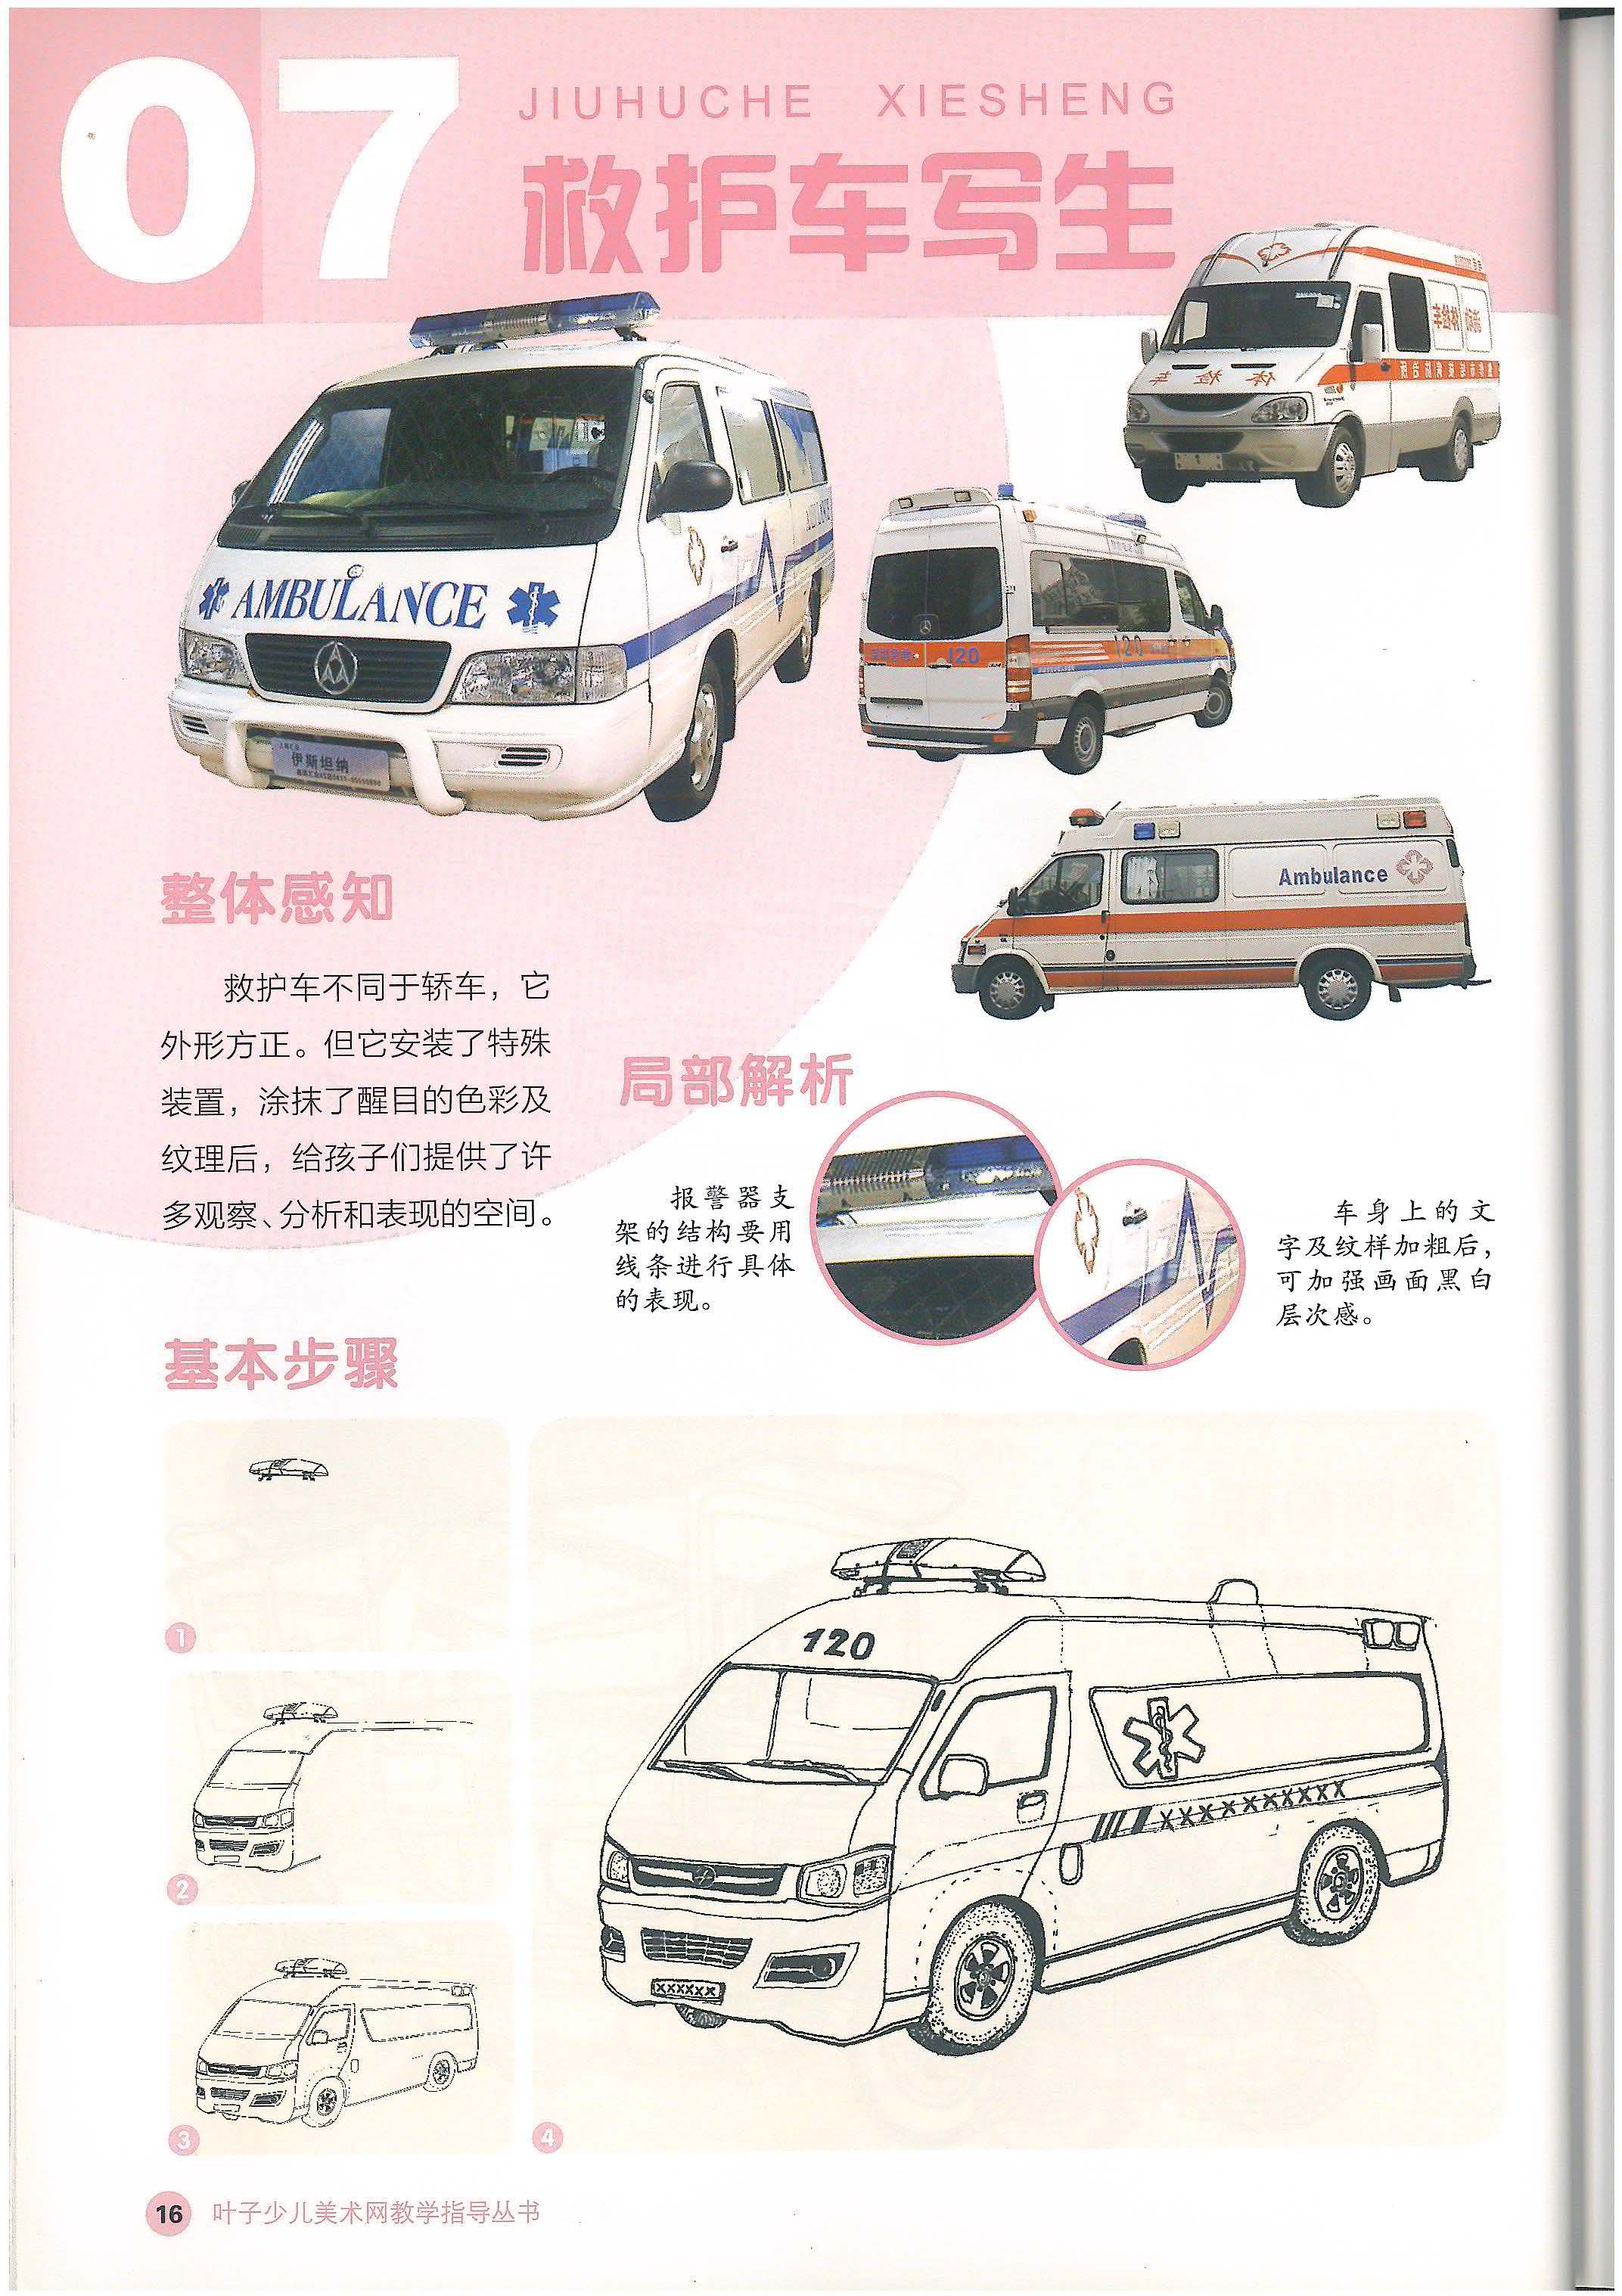 07
JIUHUCHE XIESHENG
救护车写生
AMBULANCE
伊斯坦纳
体检车
120
120
Ambulance
整体感知
救护车不同于轿车，它
外形方正。但它安装了特殊
装置，涂抹了醒目的色彩及
纹理后，给孩子们提供了许
多观察、分析和表现的空间。
局部解析
报警器支
架的结构要用
线条进行具体
的表现。
车身上的文
字及纹样加粗后，
可加强画面黑白
层次感。
基本步骤
1
2
3
120
XXXXXXXXXX
XXXXXX
4
16 叶子少儿美术网教学指导丛书